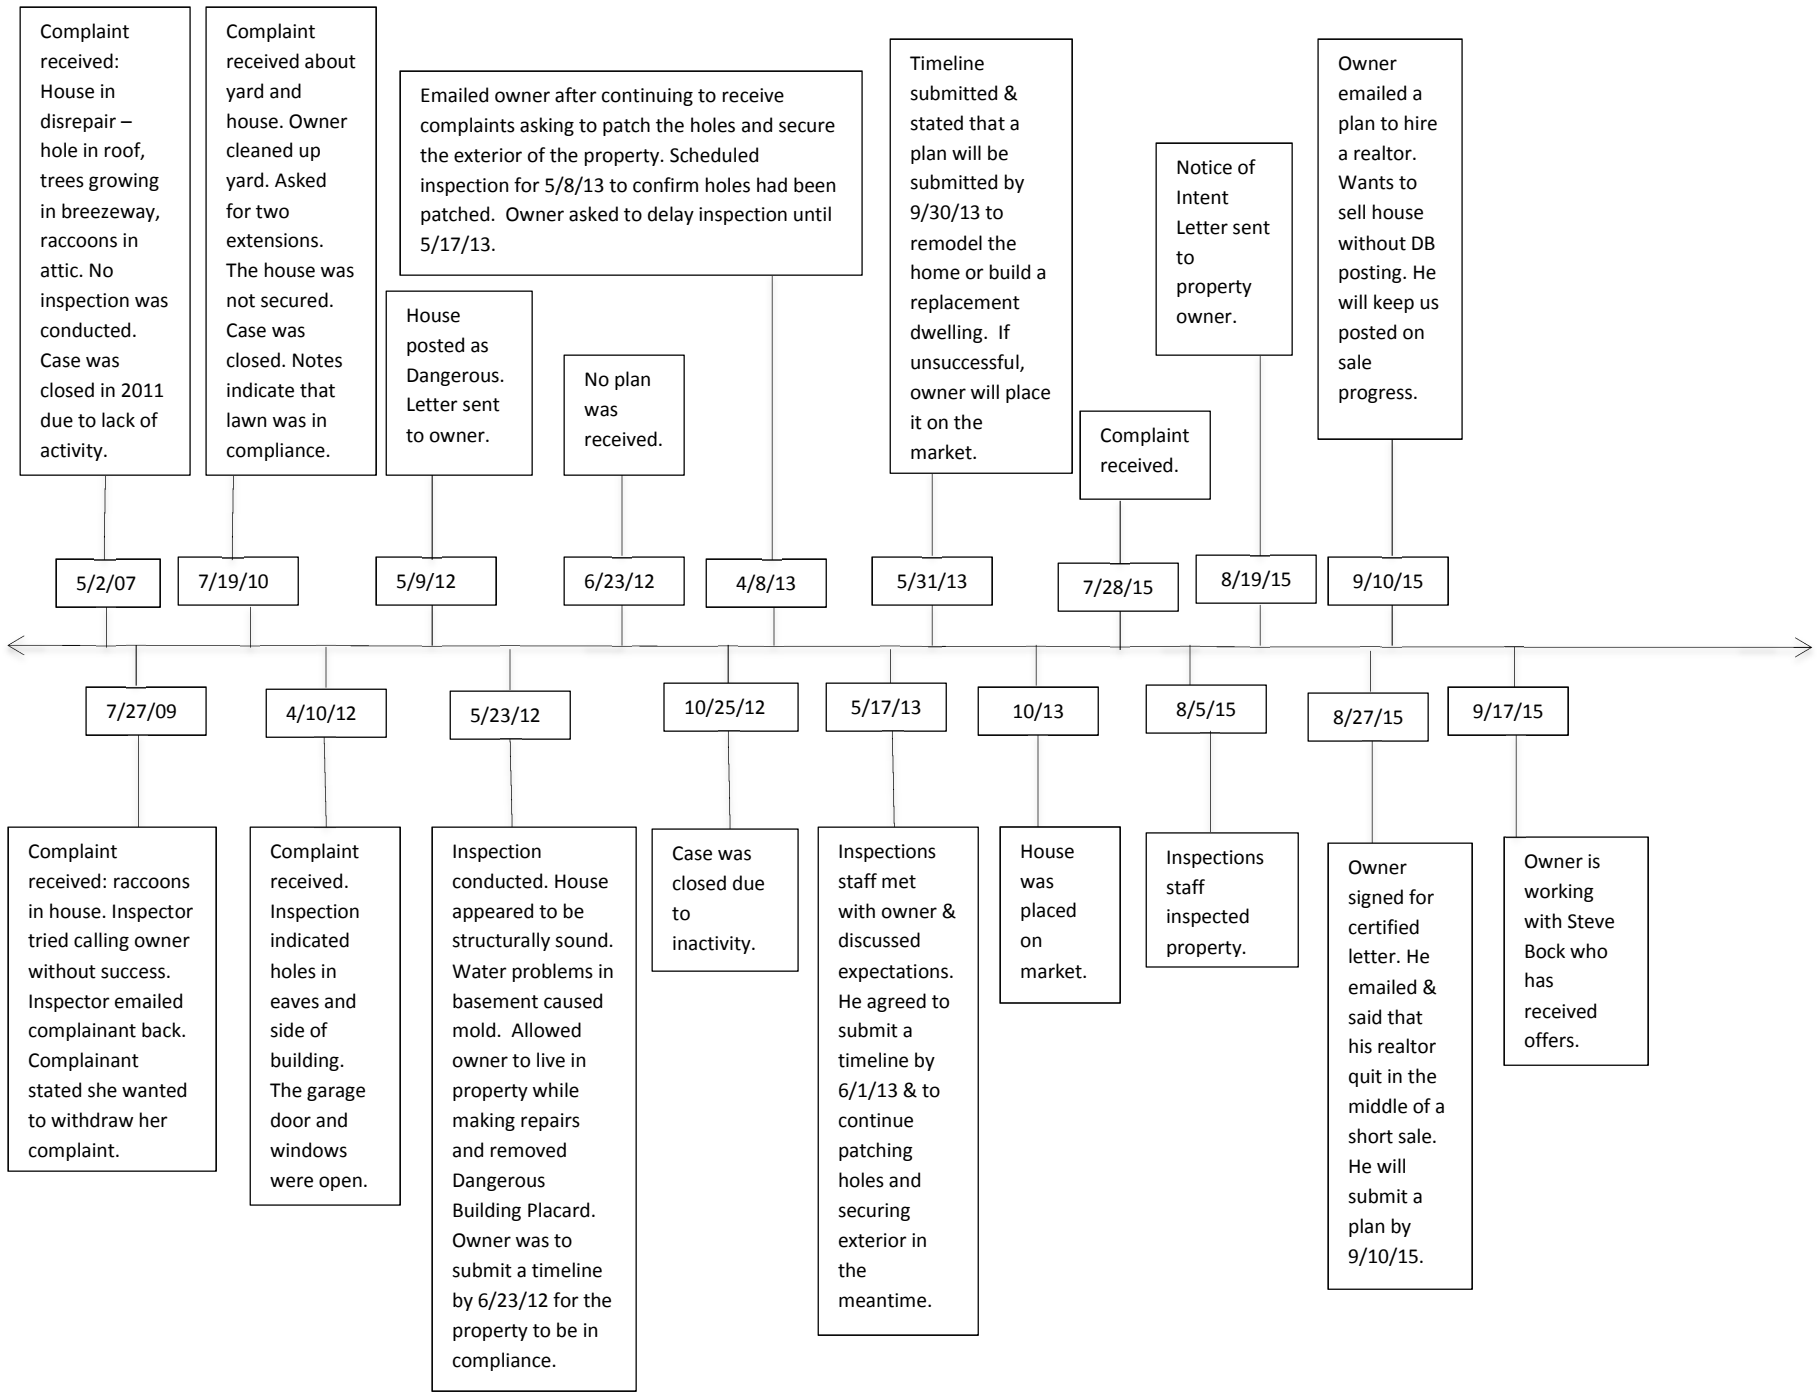 Complaint
received:
House in
disrepair –
hole in roof,
trees growing
in breezeway,
raccoons in
attic. No
inspection was
conducted.
Case was
closed in 2011
due to lack of
activity.
Complaint
received about
yard and
house. Owner
cleaned up
yard. Asked
for two
extensions.
The house was
not secured.
Case was
closed. Notes
indicate that
lawn was in
compliance.
House
posted as
Dangerous.
Letter sent
to owner.
No plan
was
received.
Emailed owner after continuing to receive
complaints asking to patch the holes and secure
the exterior of the property. Scheduled
inspection for 5/8/13 to confirm holes had been
patched.  Owner asked to delay inspection until
5/17/13.
Timeline
submitted &
stated that a
plan will be
submitted by
9/30/13 to
remodel the
home or build a
replacement
dwelling.  If
unsuccessful,
owner will place
it on the
market.
Complaint
received.
Notice of
Intent
Letter sent
to
property
owner.
Owner
emailed a
plan to hire
a realtor.
Wants to
sell house
without DB
posting. He
will keep us
posted on
sale
progress.
5/2/07
7/19/10
5/9/12
6/23/12
4/8/13
5/31/13
7/28/15
8/19/15
9/10/15
7/27/09
4/10/12
5/23/12
10/25/12
5/17/13
10/13
8/5/15
8/27/15
9/17/15
Complaint
received: raccoons
in house. Inspector
tried calling owner
without success.
Inspector emailed
complainant back.
Complainant
stated she wanted
to withdraw her
complaint.
Complaint
received.
Inspection
indicated
holes in
eaves and
side of
building.
The garage
door and
windows
were open.
Inspection
conducted. House
appeared to be
structurally sound.
Water problems in
basement caused
mold.  Allowed
owner to live in
property while
making repairs
and removed
Dangerous
Building Placard.
Owner was to
submit a timeline
by 6/23/12 for the
property to be in
compliance.
Case was
closed due
to
inactivity.
Inspections
staff met
with owner &
discussed
expectations.
He agreed to
submit a
timeline by
6/1/13 & to
continue
patching
holes and
securing
exterior in
the
meantime.
House
was
placed
on
market.
Inspections
staff
inspected
property.
Owner
signed for
certified
letter. He
emailed &
said that
his realtor
quit in the
middle of a
short sale.
He will
submit a
plan by
9/10/15.
Owner is
working
with Steve
Bock who
has
received
offers.